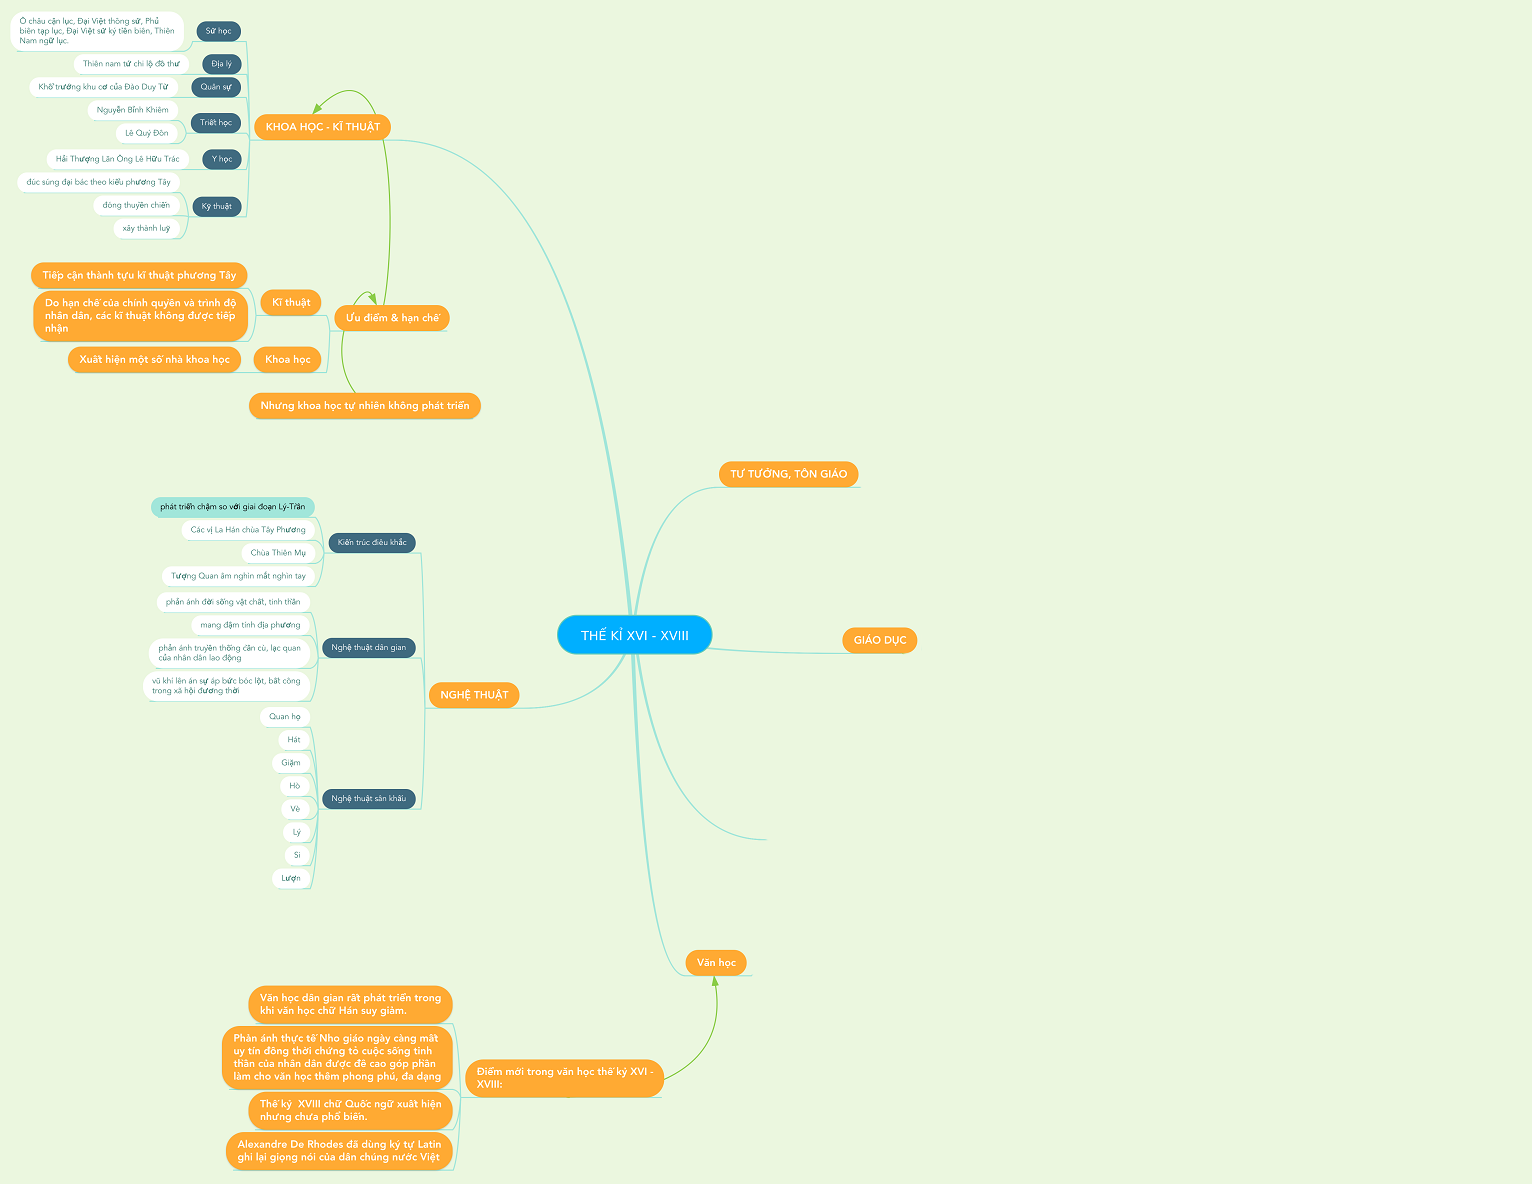 Ô châu cận lục, Đại Việt thông sử, Phủ
biên tạp lục, Đại Việt sử ký tiền biên, Thiên
Nam ngữ lục.
Sử học
Thiên nam tứ chí lộ đồ thư
Địa lý
Khổ trướng khu cơ của Đào Duy Từ
Quân sự
Nguyễn Bỉnh Khiêm
Lê Quý Đôn
Triết học
Hải Thượng Lãn Ông Lê Hữu Trác
Y học
đúc súng đại bác theo kiểu phương Tây
đóng thuyền chiến
xây thành luỹ
Kỹ thuật
KHOA HỌC - KĨ THUẬT
Tiếp cận thành tựu kĩ thuật phương Tây
Do hạn chế của chính quyền và trình độ
nhân dân, các kĩ thuật không được tiếp
nhận
Kĩ thuật
Xuất hiện một số nhà khoa học
Khoa học
Ưu điểm & hạn chế
Nhưng khoa học tự nhiên không phát triển
TƯ TƯỞNG, TÔN GIÁO
phát triển chậm so với giai đoạn Lý-Trần
Các vị La Hán chùa Tây Phương
Chùa Thiên Mụ
Tượng Quan âm nghìn mắt nghìn tay
Kiến trúc điêu khắc
phản ánh đời sống vật chất, tinh thần
mang đậm tính địa phương
phản ánh truyền thống cần cù, lạc quan
của nhân dân lao động
vũ khí lên án sự áp bức bóc lột, bất công
trong xã hội đương thời
Nghệ thuật dân gian
Quan họ
Hát
Giặm
Hò
Vè
Lý
Si
Lượn
Nghệ thuật sân khấu
NGHỆ THUẬT
THẾ KỈ XVI - XVIII
GIÁO DỤC
Văn học
Văn học dân gian rất phát triển trong
khi văn học chữ Hán suy giảm.
Phản ánh thực tế Nho giáo ngày càng mất
uy tín đồng thời chứng tỏ cuộc sống tinh
thần của nhân dân được đề cao góp phần
làm cho văn học thêm phong phú, đa dạng
Thế kỷ XVIII chữ Quốc ngữ xuất hiện
nhưng chưa phổ biến.
Alexandre De Rhodes đã dùng ký tự Latin
ghi lại giọng nói của dân chúng nước Việt
Điểm mới trong văn học thế kỷ XVI -
XVIII: